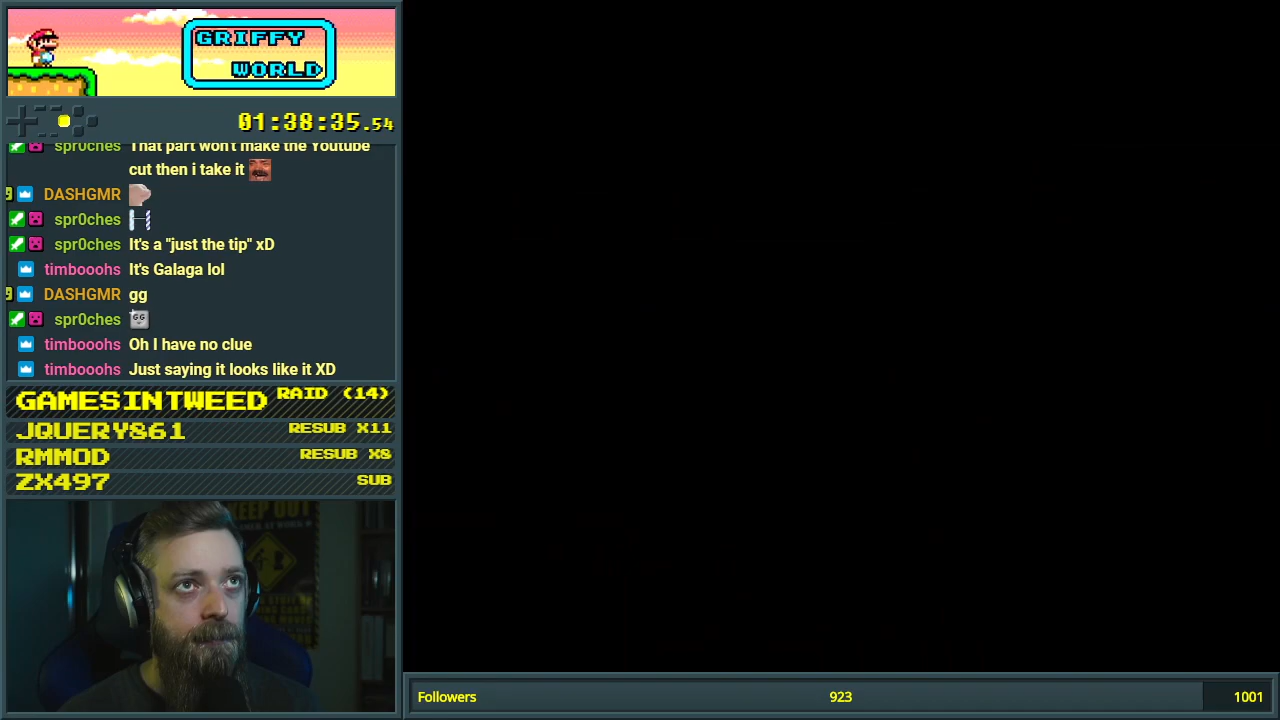 GRIFFY
WORLD
01:38:35.54
spr0ches That part won't make the Youtube
cut then i take it
DASHGMR
spr0ches
spr0ches It's a "just the tip" xD
timbooohs It's Galaga lol
DASHGMR gg
spr0ches GG
timbooohs Oh I have no clue
timbooohs Just saying it looks like it XD
GAMESINTWEED RAID (14)
JQUERY861 RESUB X11
RMMOD RESUB X8
ZX497 SUB
KEEP OUT
Followers 923 1001